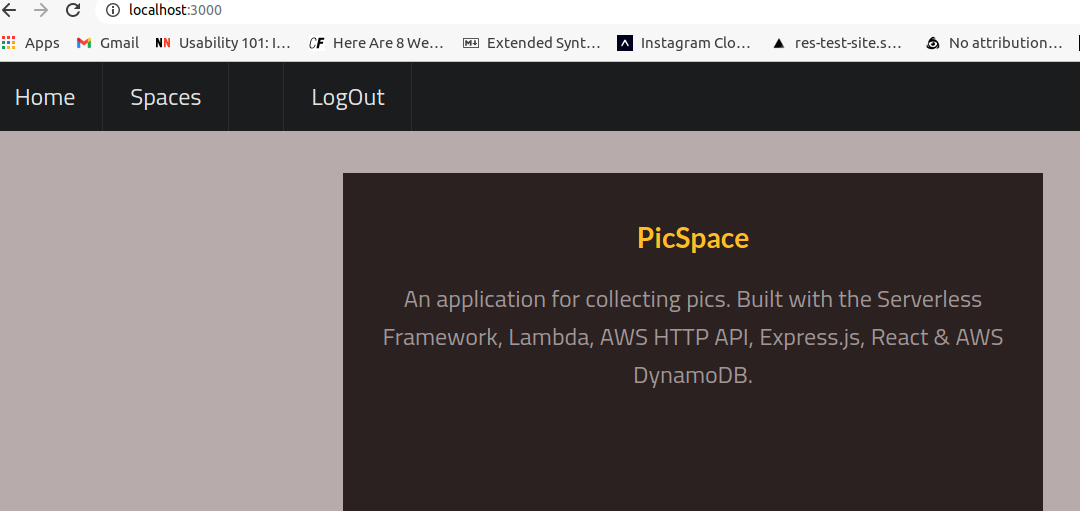 localhost:3000
Apps Gmail NN Usability 101: I... CF Here Are 8 We... M Extended Synt... Instagram Clo... res-test-site.s... No attribution...
Home Spaces LogOut
PicSpace
An application for collecting pics. Built with the Serverless
Framework, Lambda, AWS HTTP API, Express.js, React & AWS
DynamoDB.